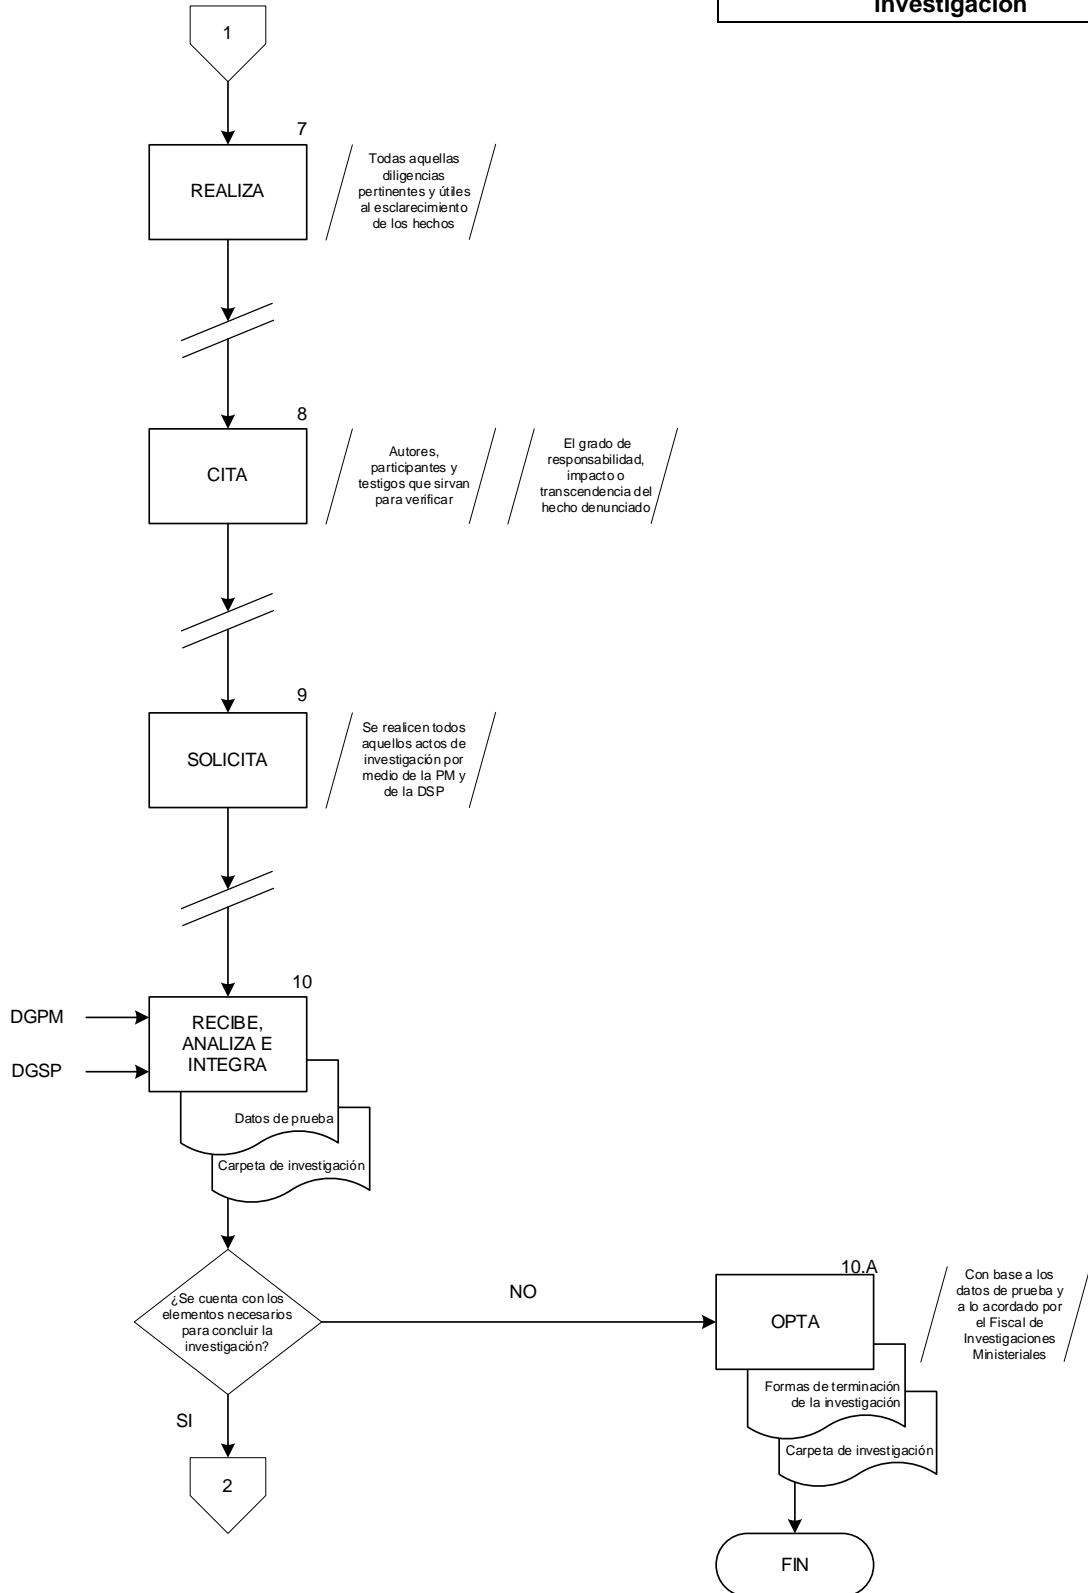 Investigación
1
7
REALIZA
Todas aquellas
diligencias
pertinentes y útiles
al esclarecimiento
de los hechos
8
CITA
Autores,
participantes y
testigos que sirvan
para verificar
El grado de
responsabilidad,
impacto o
transcendencia del
hecho denunciado
9
SOLICITA
Se realicen todos
aquellos actos de
investigación por
medio de la PM y
de la DSP
10
DGPM
DGSP
RECIBE,
ANALIZA E
INTEGRA
Datos de prueba
Carpeta de investigación
¿Se cuenta con los
elementos necesarios
para concluir la
investigación?
NO
10.A
OPTA
Con base a los
datos de prueba y
a lo acordado por
el Fiscal de
Investigaciones
Ministeriales
Formas de terminación
de la investigación
Carpeta de investigación
SI
2
FIN